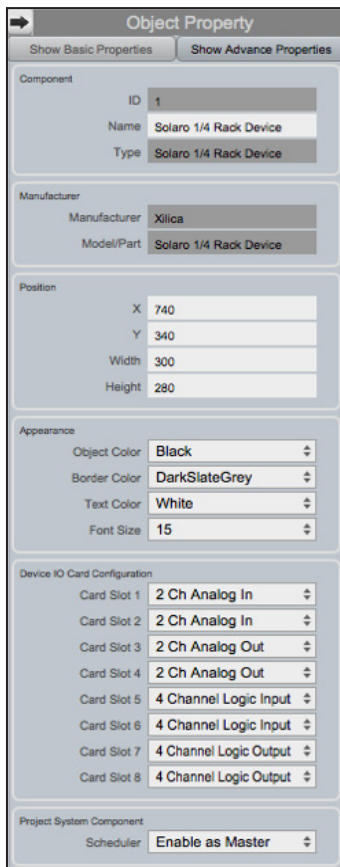 Object Property
Show Basic Properties Show Advance Properties
Component
ID 1
Name Solaro 1/4 Rack Device
Type Solaro 1/4 Rack Device
Manufacturer
Manufacturer Xilica
Model/Part Solaro 1/4 Rack Device
Position
X 740
Y 340
Width 300
Height 280
Appearance
Object Color Black
Border Color DarkSlateGrey
Text Color White
Font Size 15
Device IO Card Configuration
Card Slot 1 2 Ch Analog In
Card Slot 2 2 Ch Analog In
Card Slot 3 2 Ch Analog Out
Card Slot 4 2 Ch Analog Out
Card Slot 5 4 Channel Logic Input
Card Slot 6 4 Channel Logic Input
Card Slot 7 4 Channel Logic Output
Card Slot 8 4 Channel Logic Output
Project System Component
Scheduler Enable as Master